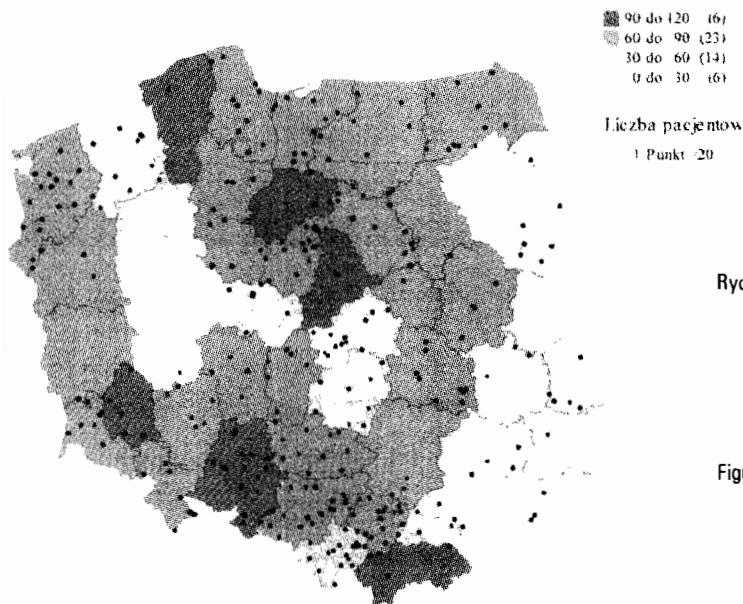 90 do 120 (6)
60 do 90 (23)
30 do 60 (14)
0 do 30 (6)
Liczba pacjentow
1 Punkt 20
Ryc
Figu